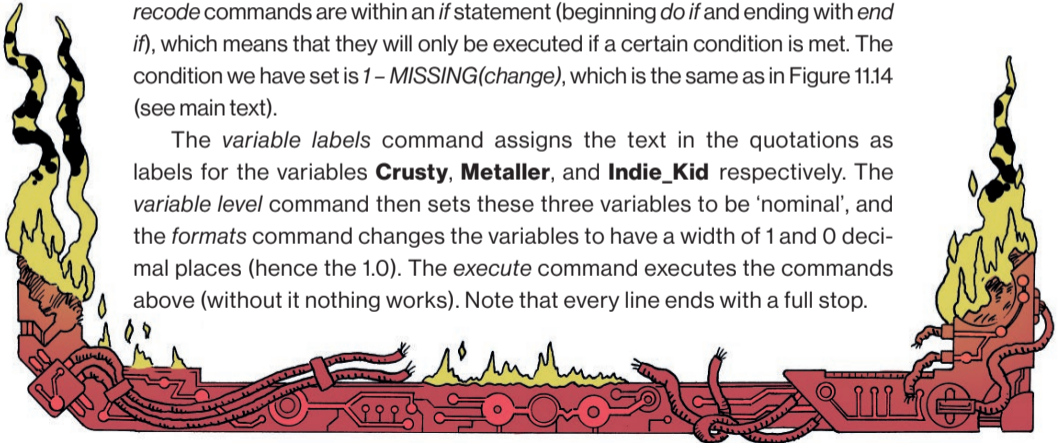 recode commands are within an if statement (beginning do if and ending with end
if), which means that they will only be executed if a certain condition is met. The
condition we have set is 1 – MISSING(change), which is the same as in Figure 11.14
(see main text).
The variable labels command assigns the text in the quotations as
labels for the variables Crusty, Metaller, and Indie_Kid respectively. The
variable level command then sets these three variables to be ‘nominal’, and
the formats command changes the variables to have a width of 1 and 0 deci-
mal places (hence the 1.0). The execute command executes the commands
above (without it nothing works). Note that every line ends with a full stop.